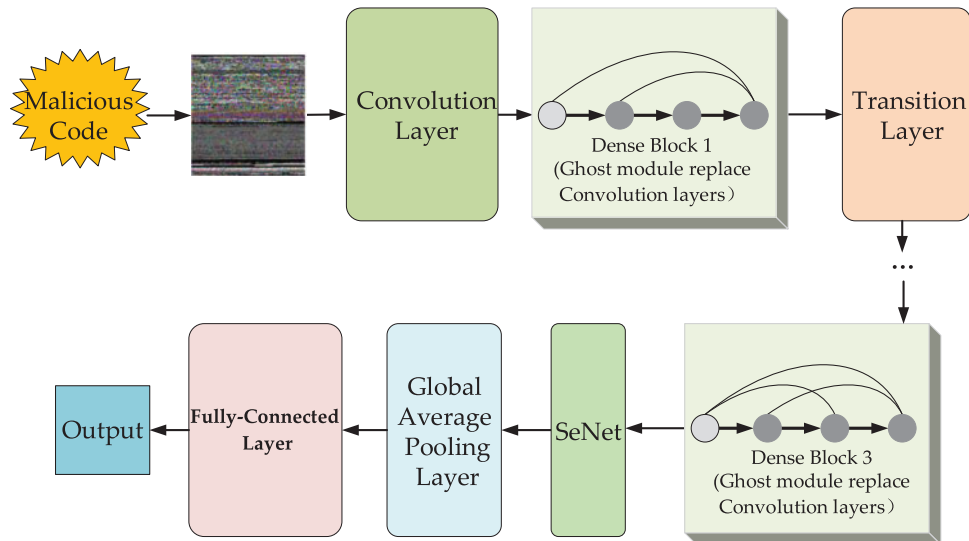 Malicious
Code
Convolution
Layer
Dense Block 1
(Ghost module replace
Convolution layers）
Transition
Layer
...
Dense Block 3
(Ghost module replace
Convolution layers）
SeNet
Global
Average
Pooling
Layer
Fully-Connected
Layer
Output